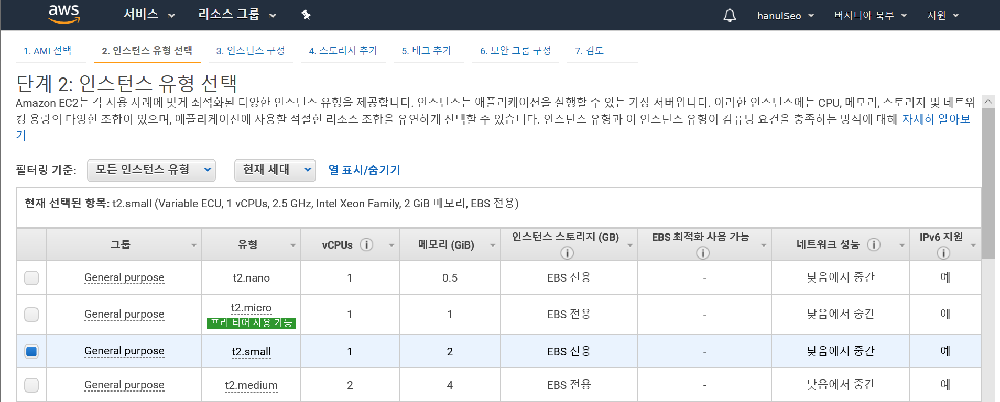 aws 서비스 리소스 그룹 hanulSeo 버지니아 북부 지원
1. AMI 선택 2. 인스턴스 유형 선택 3. 인스턴스 구성 4. 스토리지 추가 5. 태그 추가 6. 보안 그룹 구성 7. 검토
단계 2: 인스턴스 유형 선택
Amazon EC2는 각 사용 사례에 맞게 최적화된 다양한 인스턴스 유형을 제공합니다. 인스턴스는 애플리케이션을 실행할 수 있는 가상 서버입니다. 이러한 인스턴스에는 CPU, 메모리, 스토리지 및 네트워
킹 용량의 다양한 조합이 있으며, 애플리케이션에 사용할 적절한 리소스 조합을 유연하게 선택할 수 있습니다. 인스턴스 유형과 이 인스턴스 유형이 컴퓨팅 요건을 충족하는 방식에 대해 자세히 알아보
기
필터링 기준: 모든 인스턴스 유형 현재 세대 열 표시/숨기기
현재 선택된 항목: t2.small (Variable ECU, 1 vCPUs, 2.5 GHz, Intel Xeon Family, 2 GiB 메모리, EBS 전용)
그룹 유형 vCPUs 메모리 (GiB) 인스턴스 스토리지 (GB) EBS 최적화 사용 가능 네트워크 성능 IPv6 지원
General purpose t2.nano 1 0.5 EBS 전용 - 낮음에서 중간 예
General purpose t2.micro 1 1 EBS 전용 - 낮음에서 중간 예
프리 티어 사용 가능
General purpose t2.small 1 2 EBS 전용 - 낮음에서 중간 예
General purpose t2.medium 2 4 EBS 전용 - 낮음에서 중간 예